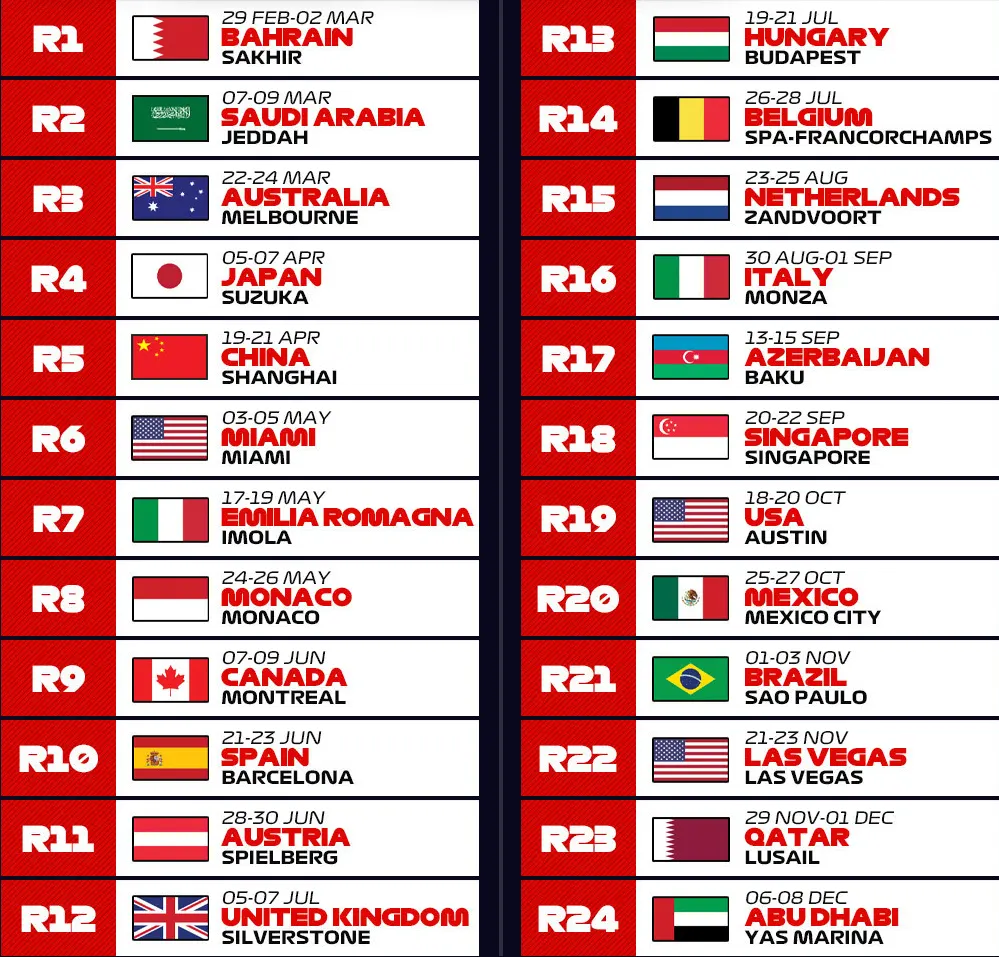 R1
29 FEB-02 MAR
BAHRAIN
SAKHIR
R2
07-09 MAR
SAUDI ARABIA
JEDDAH
R3
22-24 MAR
AUSTRALIA
MELBOURNE
R4
05-07 APR
JAPAN
SUZUKA
R5
19-21 APR
CHINA
SHANGHAI
R6
03-05 MAY
MIAMI
MIAMI
R7
17-19 MAY
EMILIA ROMAGNA
IMOLA
R8
24-26 MAY
MONACO
MONACO
R9
07-09 JUN
CANADA
MONTREAL
R10
21-23 JUN
SPAIN
BARCELONA
R11
28-30 JUN
AUSTRIA
SPIELBERG
R12
05-07 JUL
UNITED KINGDOM
SILVERSTONE
R13
19-21 JUL
HUNGARY
BUDAPEST
R14
26-28 JUL
BELGIUM
SPA-FRANCORCHAMPS
R15
23-25 AUG
NETHERLANDS
ZANDVOORT
R16
30 AUG-01 SEP
ITALY
MONZA
R17
13-15 SEP
AZERBAIJAN
BAKU
R18
20-22 SEP
SINGAPORE
SINGAPORE
R19
18-20 OCT
USA
AUSTIN
R20
25-27 OCT
MEXICO
MEXICO CITY
R21
01-03 NOV
BRAZIL
SAO PAULO
R22
21-23 NOV
LAS VEGAS
LAS VEGAS
R23
29 NOV-01 DEC
QATAR
LUSAIL
R24
06-08 DEC
ABU DHABI
YAS MARINA